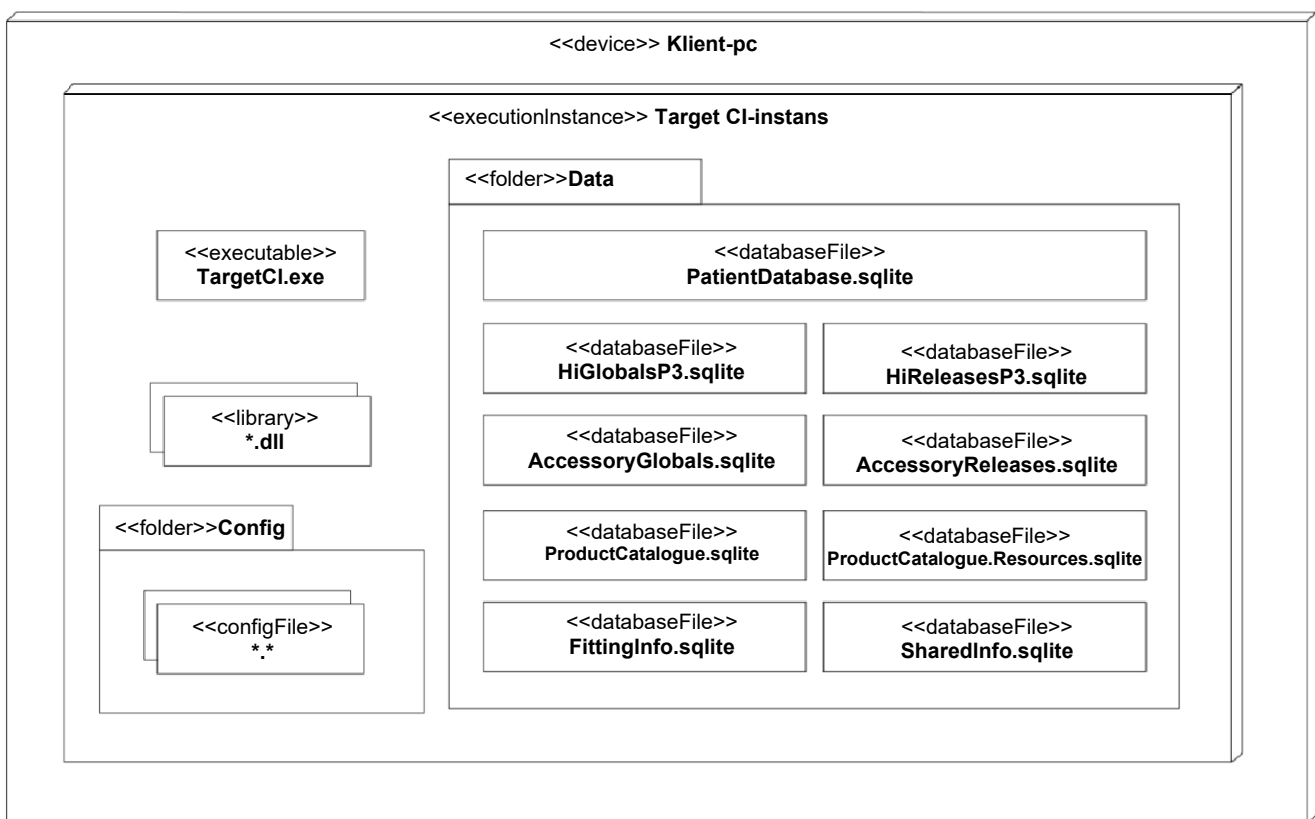 <<device>> Klient-pc
<<executionInstance>> Target CI-instans
<<folder>>Data
<<executable>>
TargetCI.exe
<<databaseFile>>
PatientDatabase.sqlite
<<databaseFile>>
HiGlobalsP3.sqlite
<<databaseFile>>
HiReleasesP3.sqlite
<<library>>
*.dll
<<databaseFile>>
AccessoryGlobals.sqlite
<<databaseFile>>
AccessoryReleases.sqlite
<<folder>>Config
<<databaseFile>>
ProductCatalogue.sqlite
<<databaseFile>>
ProductCatalogue.Resources.sqlite
<<configFile>>
*.*
<<databaseFile>>
FittingInfo.sqlite
<<databaseFile>>
SharedInfo.sqlite